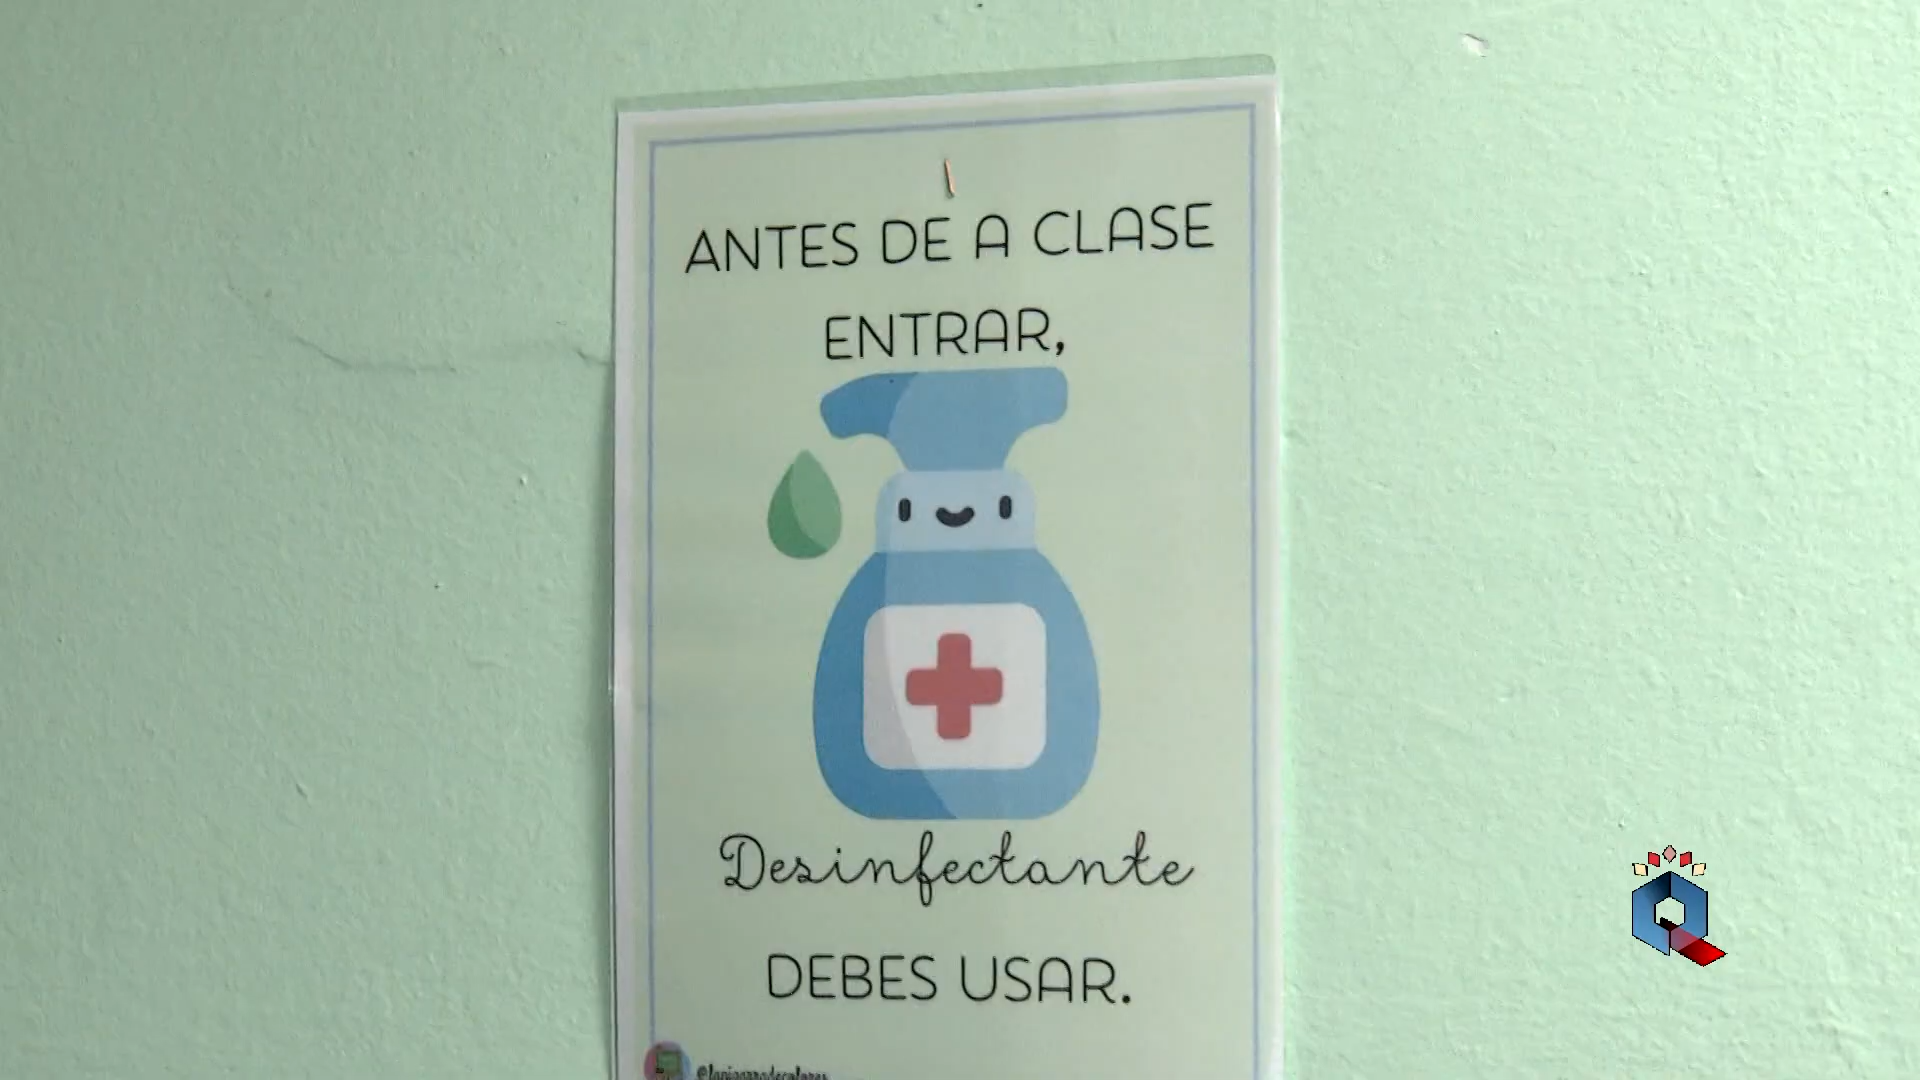 ANTES DE A CLASE
ENTRAR,
Desinfectante
DEBES USAR.